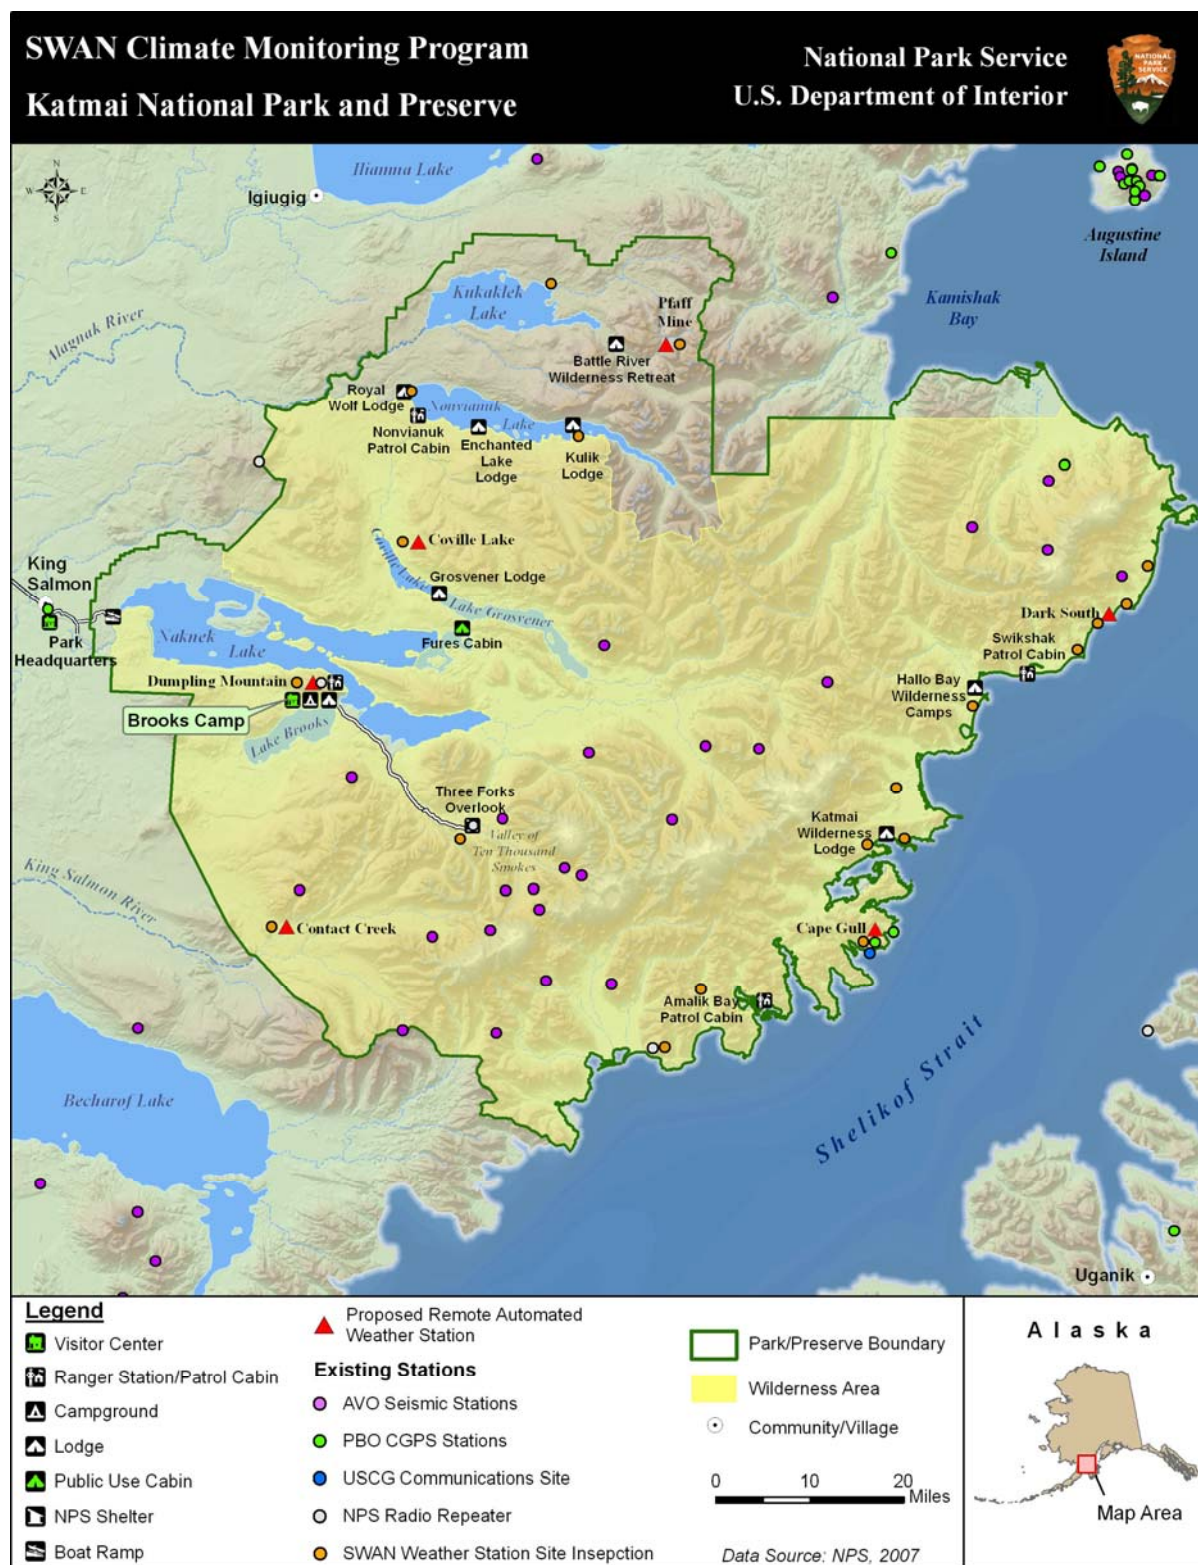 SWAN Climate Monitoring Program
Katmai National Park and Preserve
National Park Service
U.S. Department of Interior
NATIONAL
PARK
SERVICE
N
W
E
S
Iliamna Lake
Igiugig
Augustine
Island
Kukaklek
Lake
Pfaff
Mine
Kamishak
Bay
Alagnak River
Battle River
Wilderness Retreat
Royal
Wolf Lodge
Nonvianuk
Lake
Nonvianuk
Patrol Cabin
Enchanted
Lake
Lodge
Kulik
Lodge
Coville Lake
Coville Lake
Grosvener Lodge
Lake Grosvener
King
Salmon
Park
Headquarters
Naknek
Lake
Fures Cabin
Dark South
Swikshak
Patrol Cabin
Dumpling Mountain
Hallo Bay
Wilderness
Camps
Brooks Camp
Lake Brooks
Three Forks
Overlook
Valley of
Ten Thousand
Smokes
Katmai
Wilderness
Lodge
King Salmon River
Contact Creek
Cape Gull
Amalik Bay
Patrol Cabin
Shelikof Strait
Becharof Lake
Uganik
Legend
Visitor Center
Ranger Station/Patrol Cabin
Campground
Lodge
Public Use Cabin
NPS Shelter
Boat Ramp
Proposed Remote Automated
Weather Station
Existing Stations
AVO Seismic Stations
PBO CGPS Stations
USCG Communications Site
NPS Radio Repeater
SWAN Weather Station Site Insepction
Park/Preserve Boundary
Wilderness Area
Community/Village
0 10 20
Miles
Data Source: NPS, 2007
Alaska
Map Area